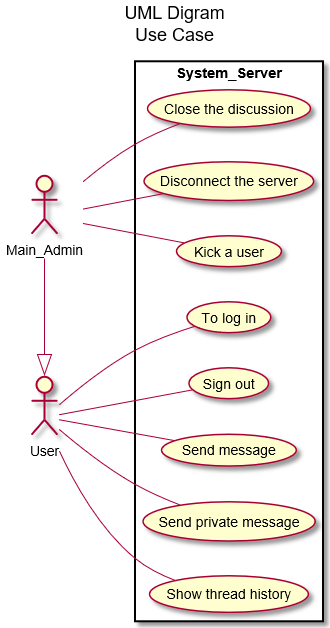 UML Digram
Use Case
System_Server
Close the discussion
Disconnect the server
Main_Admin
Kick a user
To log in
Sign out
User
Send message
Send private message
Show thread history